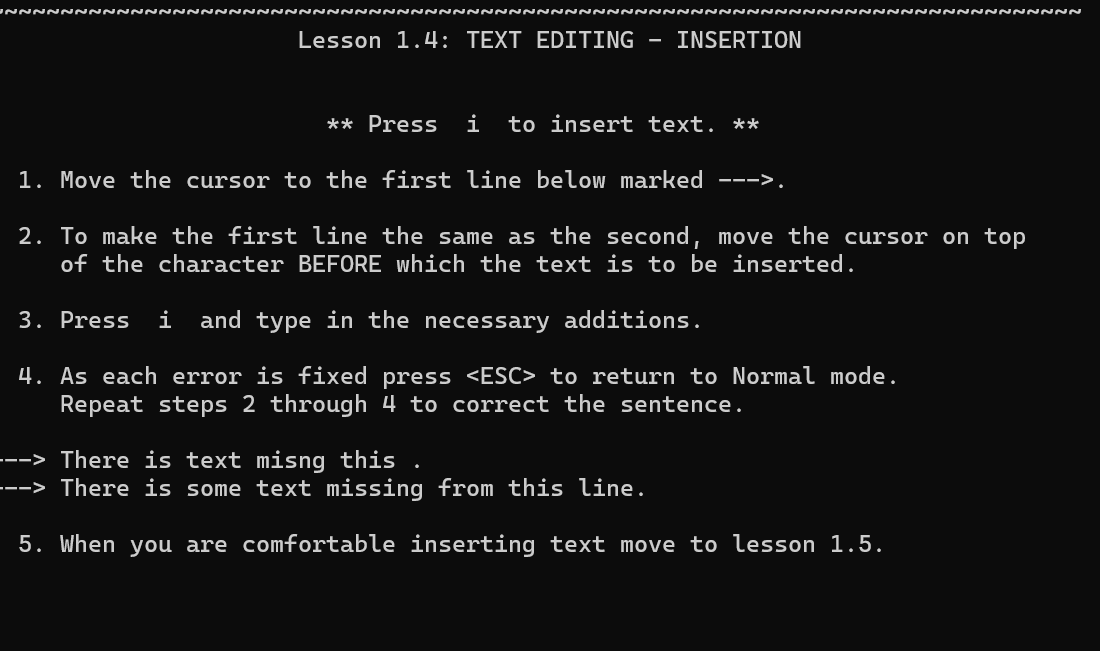 ~~~~~~~~~~~~~~~~~~~~~~~~~~~~~~~~~~~~~~~~~~~~~~~~~~~~~~~~~~~~~~~~~~~~~~~~~~~~~~
Lesson 1.4: TEXT EDITING - INSERTION
** Press  i  to insert text. **
1. Move the cursor to the first line below marked --->.
2. To make the first line the same as the second, move the cursor on top
of the character BEFORE which the text is to be inserted.
3. Press  i  and type in the necessary additions.
4. As each error is fixed press <ESC> to return to Normal mode.
Repeat steps 2 through 4 to correct the sentence.
---> There is text misng this .
---> There is some text missing from this line.
5. When you are comfortable inserting text move to lesson 1.5.